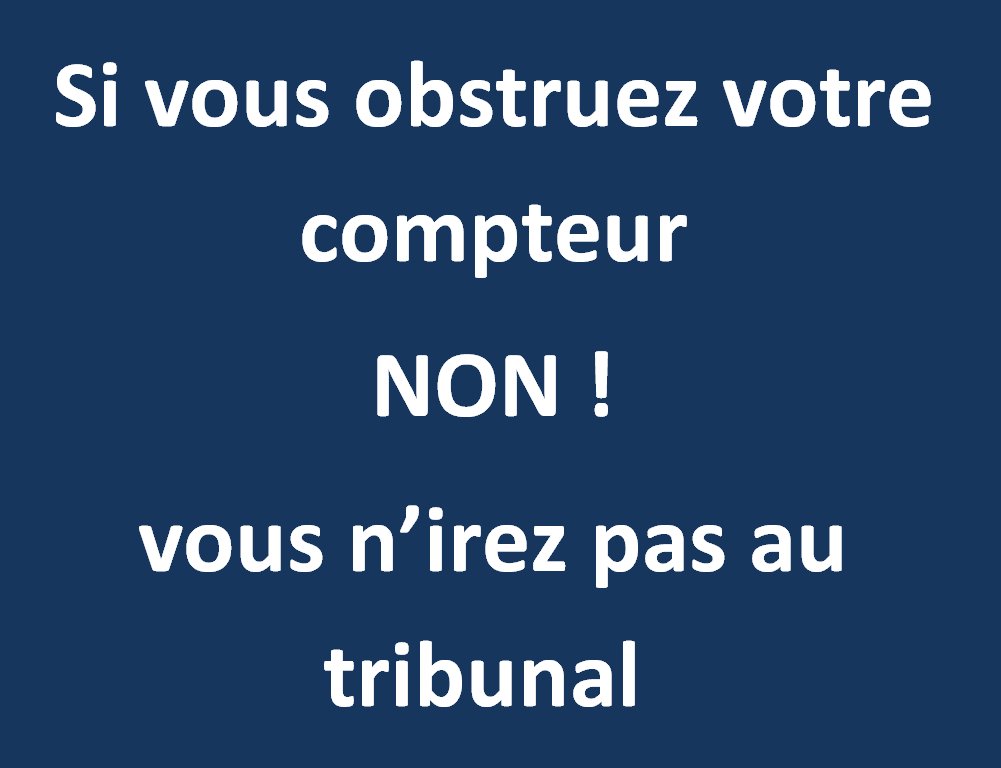 Si vous obstruez votre
compteur
NON !
vous n’irez pas au
tribunal